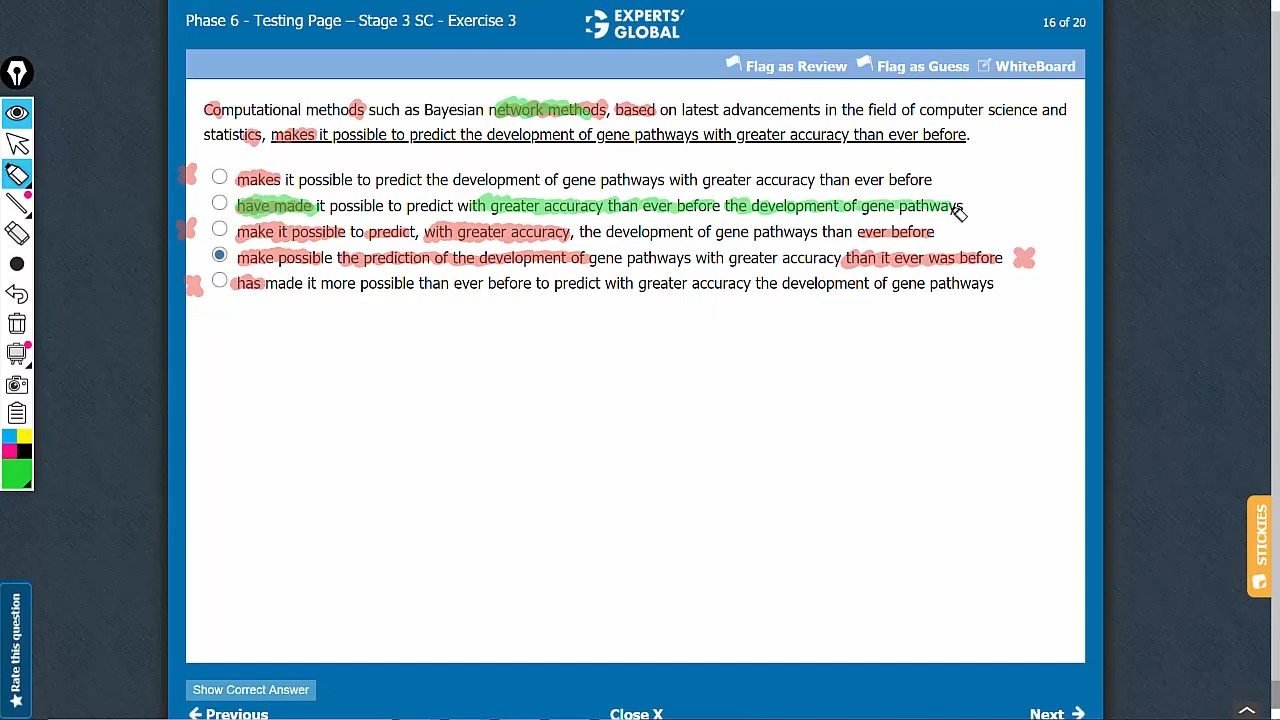 Phase 6 - Testing Page – Stage 3 SC - Exercise 3
EXPERTS’
GLOBAL
16 of 20
Flag as Review
Flag as Guess
WhiteBoard
Computational methods such as Bayesian network methods, based on latest advancements in the field of computer science and
statistics, makes it possible to predict the development of gene pathways with greater accuracy than ever before.
makes it possible to predict the development of gene pathways with greater accuracy than ever before
have made it possible to predict with greater accuracy than ever before the development of gene pathways
make it possible to predict, with greater accuracy, the development of gene pathways than ever before
make possible the prediction of the development of gene pathways with greater accuracy than it ever was before
has made it more possible than ever before to predict with greater accuracy the development of gene pathways
STICKIES
Rate this question
Show Correct Answer
Previous
Close X
Next